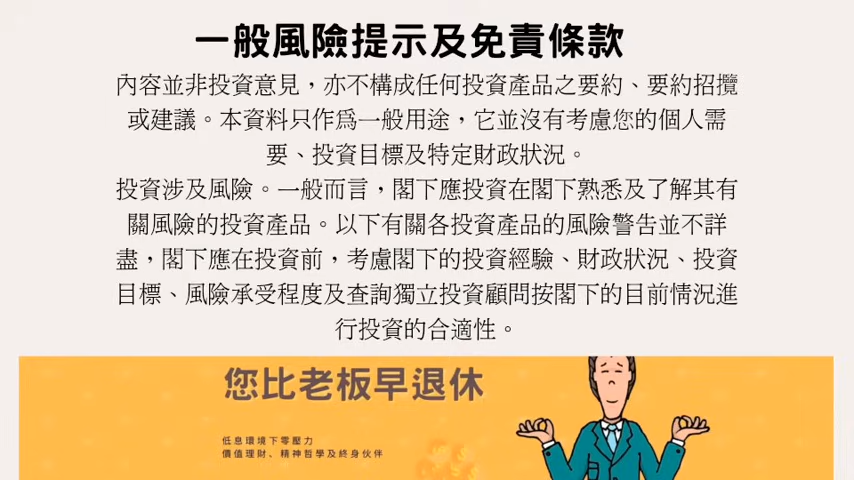 一般風險提示及免責條款
內容並非投資意見，亦不構成任何投資產品之要約、要約招攬
或建議。本資料只作爲一般用途，它並沒有考慮您的個人需
要、投資目標及特定財政狀況。
投資涉及風險。一般而言，閣下應投資在閣下熟悉及了解其有
關風險的投資產品。以下有關各投資產品的風險警告並不詳
盡，閣下應在投資前，考慮閣下的投資經驗、財政狀況、投資
目標、風險承受程度及查詢獨立投資顧問按閣下的目前情況進
行投資的合適性。
您比老板早退休
低息環境下零壓力
價值理財、精神哲學及終身伙伴